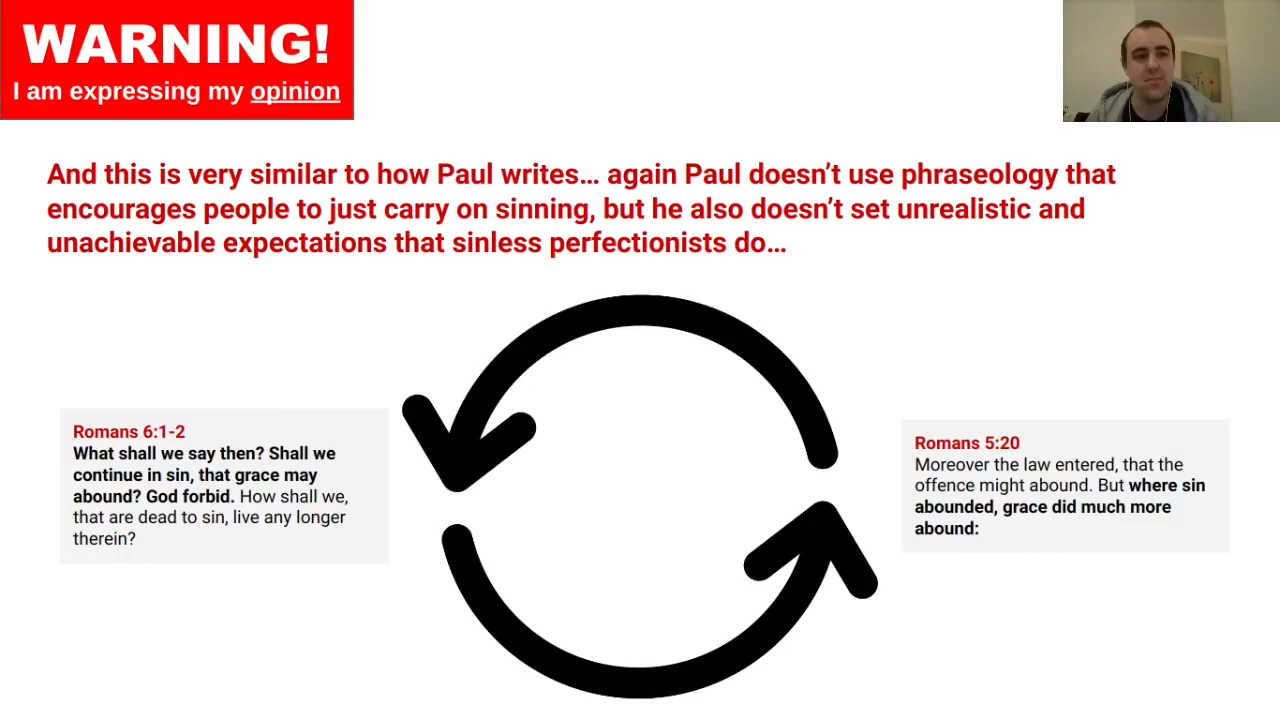 WARNING!
I am expressing my opinion
And this is very similar to how Paul writes… again Paul doesn’t use phraseology that
encourages people to just carry on sinning, but he also doesn’t set unrealistic and
unachievable expectations that sinless perfectionists do…
Romans 6:1-2
What shall we say then? Shall we
continue in sin, that grace may
abound? God forbid. How shall we,
that are dead to sin, live any longer
therein?
Romans 5:20
Moreover the law entered, that the
offence might abound. But where sin
abounded, grace did much more
abound: